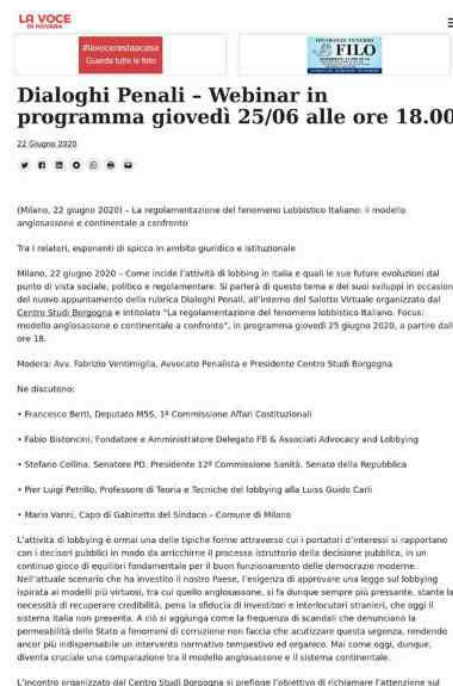 LA VOCE
DI NOVARA
#lavocerestaacasa
Guarda tutte le foto
ONORANZE FUNEBRI
FILO
Dialoghi Penali – Webinar in
programma giovedì 25/06 alle ore 18.00
22 Giugno 2020
(Milano, 22 giugno 2020) – La regolamentazione del fenomeno Lobbistico Italiano: il modello
anglosassone e continentale a confronto
Tra i relatori, esponenti di spicco in ambito giuridico e istituzionale
Milano, 22 giugno 2020 – Come incide l'attività di lobbing in Italia e quali le sue future evoluzioni dal
punto di vista sociale, politico e regolamentare. Si parlerà di questo tema e dei suoi sviluppi in occasion
del nuovo appuntamento della rubrica Dialoghi Penali, all'interno del Salotto Virtuale organizzato dal
Centro Studi Borgogna e intitolato "La regolamentazione del fenomeno lobbistico Italiano. Focus:
modello anglosassone e continentale a confronto", in programma giovedì 25 giugno 2020, a partire dall
ore 18.
Modera: Avv. Fabrizio Ventimiglia, Avvocato Penalista e Presidente Centro Studi Borgogna
Ne discutono:
• Francesco Berti, Deputato M5S, 1ª Commissione Affari Costituzionali
• Fabio Bistoncini, Fondatore e Amministratore Delegato FB & Associati Advocacy and Lobbying
• Stefano Collina, Senatore PD, Presidente 12ª Commissione Sanità, Senato della Repubblica
• Pier Luigi Petrillo, Professore di Teoria e Tecniche del lobbying alla Luiss Guido Carli
• Mario Vanni, Capo di Gabinetto del Sindaco – Comune di Milano
L'attività di lobbying è ormai una delle tipiche forme attraverso cui i portatori d'interessi si rapportano
con i decisori pubblici in modo da arricchirne il processo istruttorio della decisione pubblica, in un
continuo gioco di equilibri fondamentale per il buon funzionamento delle democrazie moderne.
Nell'attuale scenario che ha investito il nostro Paese, l'esigenza di approvare una legge sul lobbying
ispirata ai modelli più virtuosi, tra cui quello anglosassone, si fa dunque sempre più pressante, stante la
necessità di recuperare credibilità, pena la sfiducia di investitori e interlocutori stranieri, che oggi il
sistema Italia non presenta. A ciò si aggiunga come la frequenza di scandali che denunciano la
permeabilità dello Stato a fenomeni di corruzione non faccia che acutizzare questa urgenza, rendendo
ancor più indispensabile un intervento normativo tempestivo ed organico. Mai come oggi, dunque,
diventa cruciale una comparazione tra il modello anglosassone e il sistema continentale.
L'incontro organizzato dal Centro Studi Borgogna si prefigge l'obiettivo di richiamare l'attenzione sul